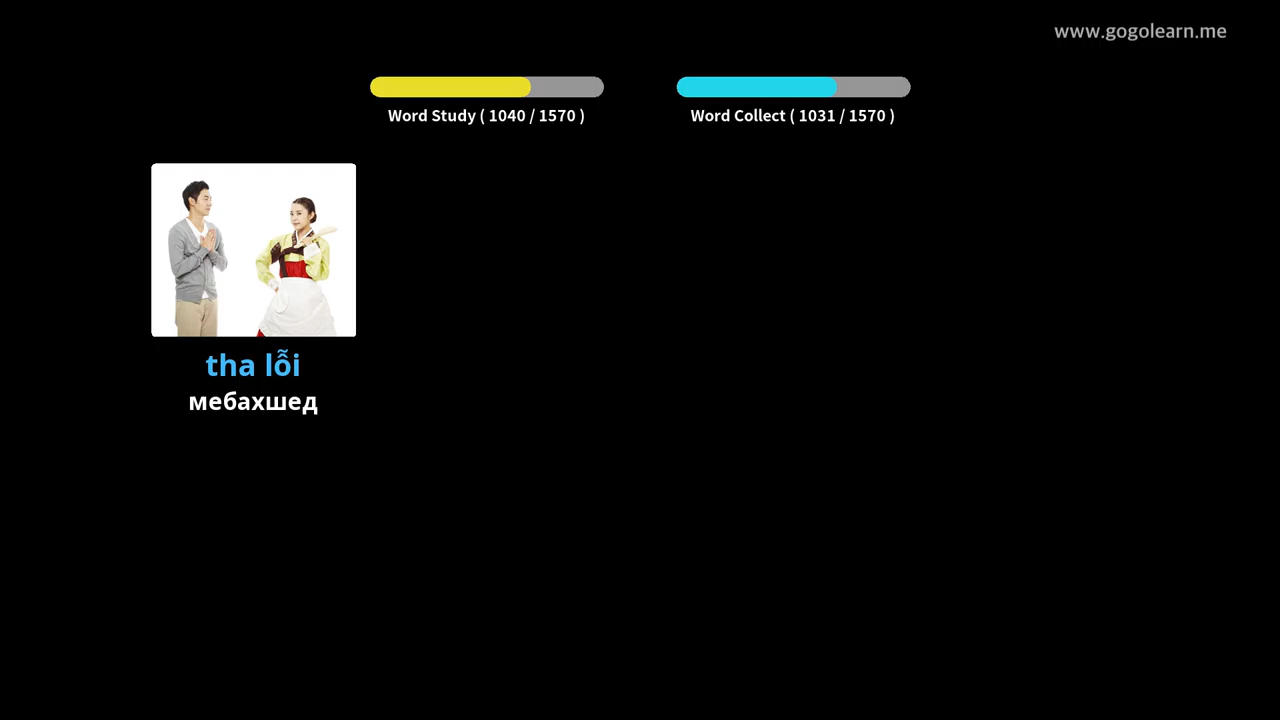 www.gogolearn.me
Word Study ( 1040 / 1570 )
Word Collect ( 1031 / 1570 )
tha lỗi
мебахшед